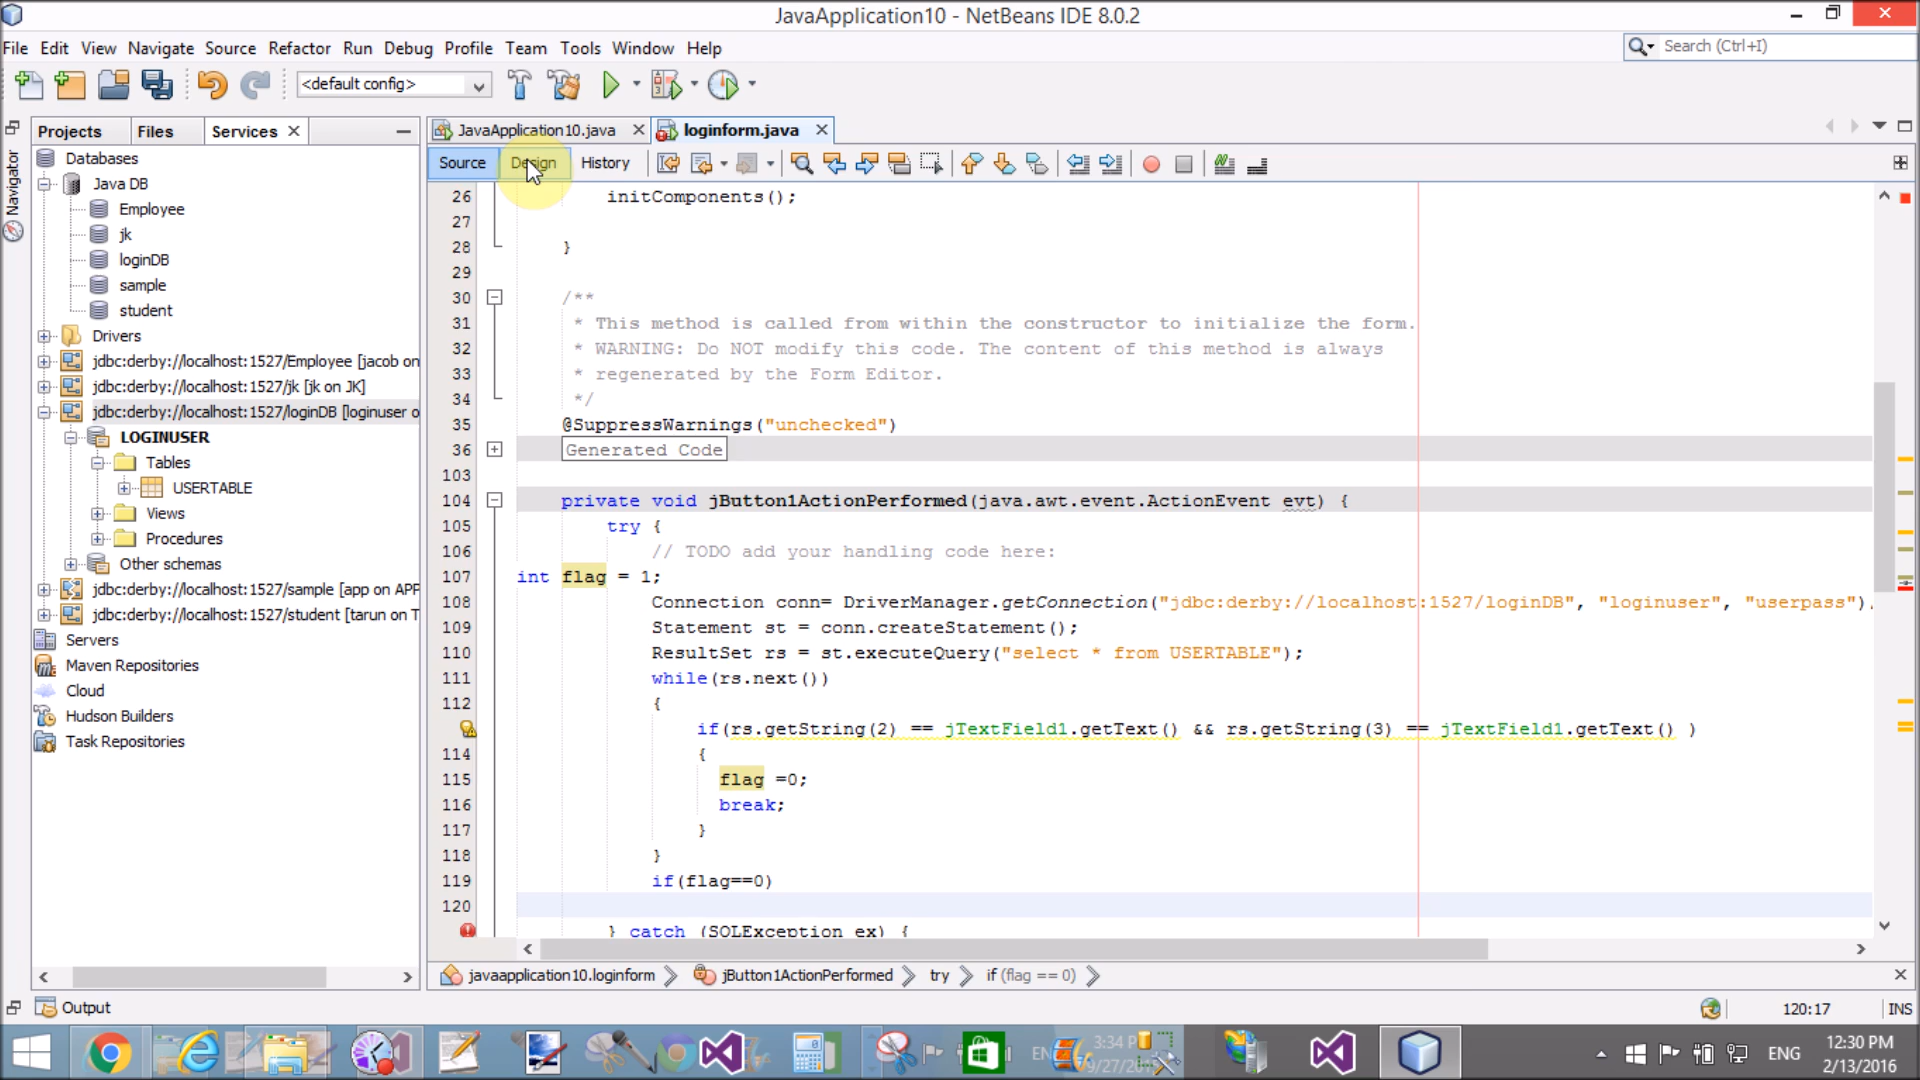 JavaApplication10 - NetBeans IDE 8.0.2
File Edit View Navigate Source Refactor Run Debug Profile Team Tools Window Help
Search (Ctrl+I)
<default config>
Projects Files Services
JavaApplication10.java loginform.java
Source Design History
Navigator
Databases
Java DB
Employee
jk
loginDB
sample
student
Drivers
jdbc:derby://localhost:1527/Employee [jacob on
jdbc:derby://localhost:1527/jk [jk on JK]
jdbc:derby://localhost:1527/loginDB [loginuser o
LOGINUSER
Tables
USERTABLE
Views
Procedures
Other schemas
jdbc:derby://localhost:1527/sample [app on APP
jdbc:derby://localhost:1527/student [tarun on T
Servers
Maven Repositories
Cloud
Hudson Builders
Task Repositories
26 initComponents();
27
28 }
29
30 /**
31 * This method is called from within the constructor to initialize the form.
32 * WARNING: Do NOT modify this code. The content of this method is always
33 * regenerated by the Form Editor.
34 */
35 @SuppressWarnings("unchecked")
36 Generated Code
103
104 private void jButton1ActionPerformed(java.awt.event.ActionEvent evt) {
105 try {
106 // TODO add your handling code here:
107 int flag = 1;
108 Connection conn= DriverManager.getConnection("jdbc:derby://localhost:1527/loginDB", "loginuser", "userpass")
109 Statement st = conn.createStatement();
110 ResultSet rs = st.executeQuery("select * from USERTABLE");
111 while(rs.next())
112 {
if(rs.getString(2) == jTextField1.getText() && rs.getString(3) == jTextField1.getText() )
114 {
115 flag =0;
116 break;
117 }
118 }
119 if(flag==0)
120
} catch (SQLException ex) {
javaapplication10.loginform jButton1ActionPerformed try if (flag == 0)
Output
120:17 INS
3:34 P
9/27/20
ENG
12:30 PM
2/13/2016